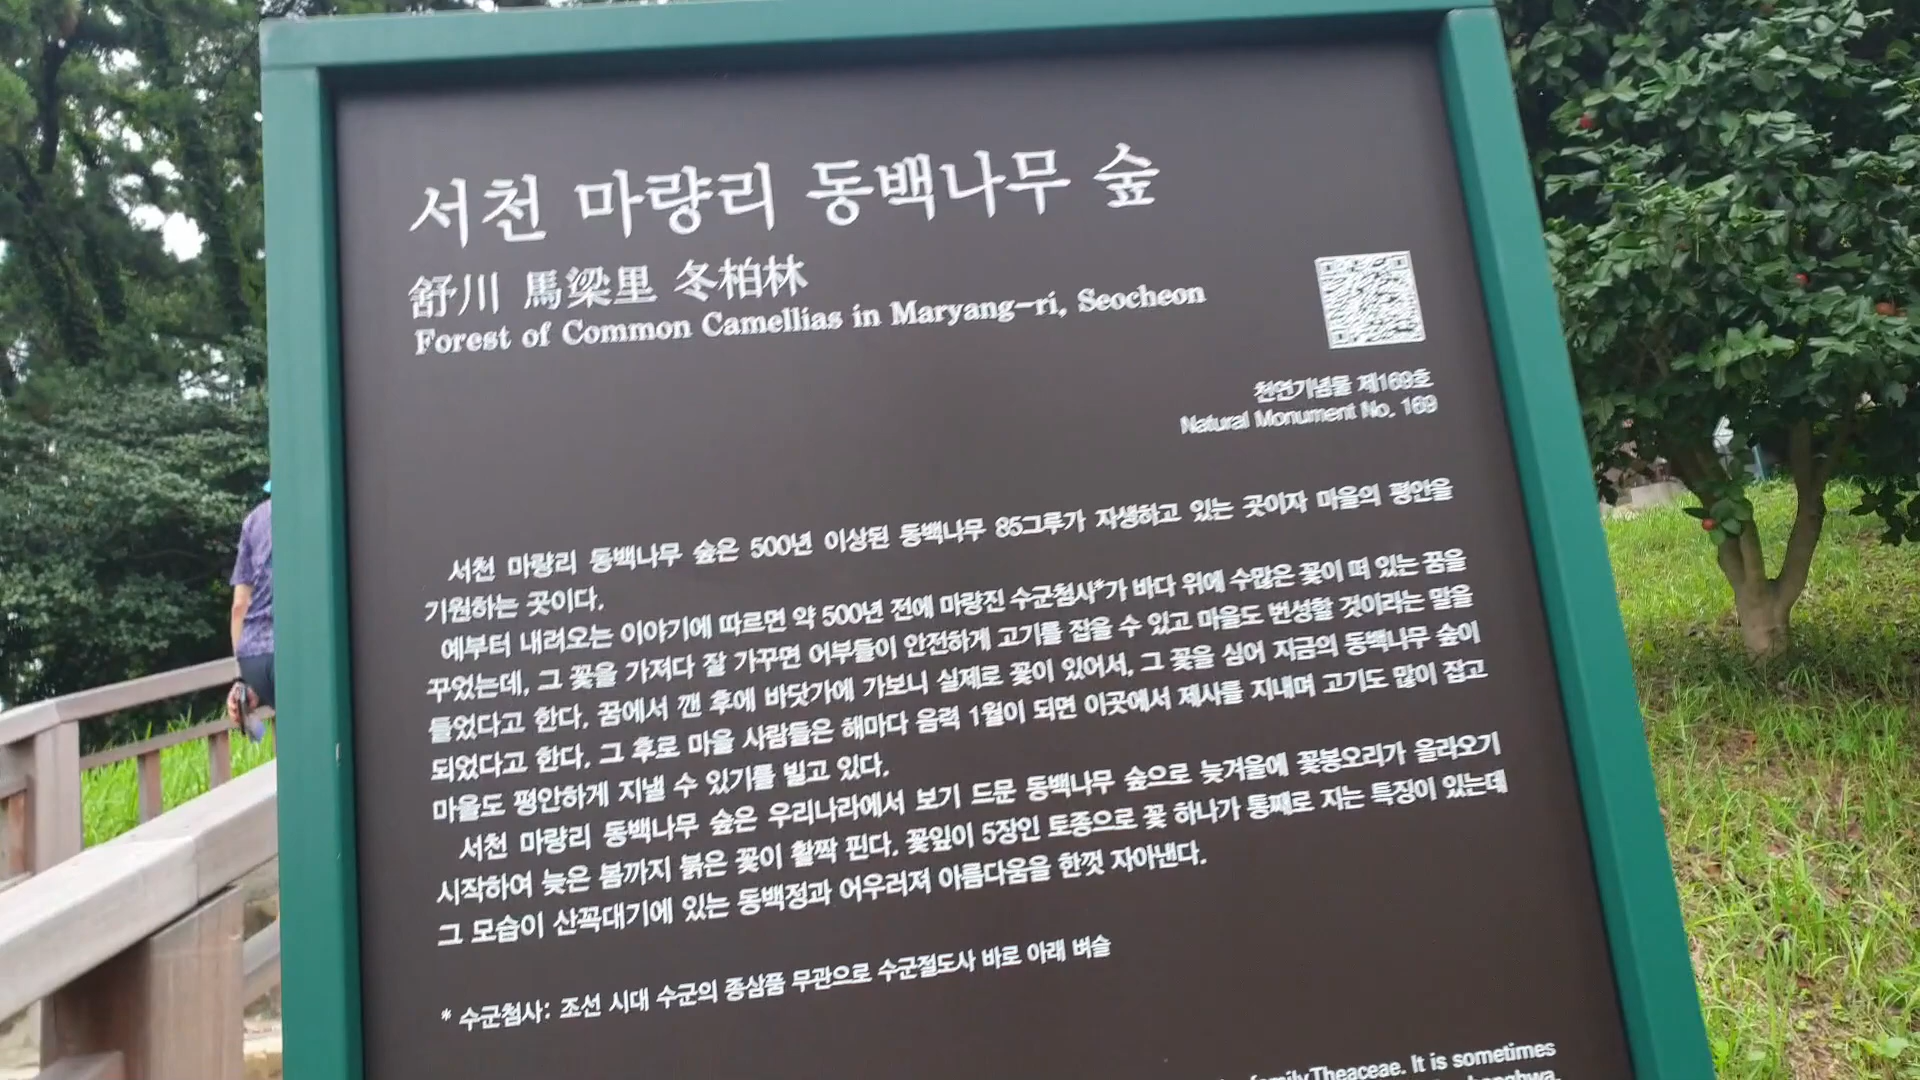 서천 마량리 동백나무 숲
舒川 馬梁里 冬柏林
Forest of Common Camellias in Maryang-ri, Seocheon
천연기념물 제169호
Natural Monument No. 169
서천 마량리 동백나무 숲은 500년 이상된 동백나무 85그루가 자생하고 있는 곳이자 마을의 평안을
기원하는 곳이다.
예부터 내려오는 이야기에 따르면 약 500년 전에 마량진 수군첨사*가 바다 위에 수많은 꽃이 떠 있는 꿈을
꾸었는데, 그 꽃을 가져다 잘 가꾸면 어부들이 안전하게 고기를 잡을 수 있고 마을도 번성할 것이라는 말을
들었다고 한다. 꿈에서 깬 후에 바닷가에 가보니 실제로 꽃이 있어서, 그 꽃을 심어 지금의 동백나무 숲이
되었다고 한다. 그 후로 마을 사람들은 해마다 음력 1월이 되면 이곳에서 제사를 지내며 고기도 많이 잡고
마을도 평안하게 지낼 수 있기를 빌고 있다.
서천 마량리 동백나무 숲은 우리나라에서 보기 드문 동백나무 숲으로 늦겨울에 꽃봉오리가 올라오기
시작하여 늦은 봄까지 붉은 꽃이 활짝 핀다. 꽃잎이 5장인 토종으로 꽃 하나가 통째로 지는 특징이 있는데
그 모습이 산꼭대기에 있는 동백정과 어우러져 아름다움을 한껏 자아낸다.
* 수군첨사: 조선 시대 수군의 종삼품 무관으로 수군절도사 바로 아래 벼슬
family Theaceae. It is sometimes